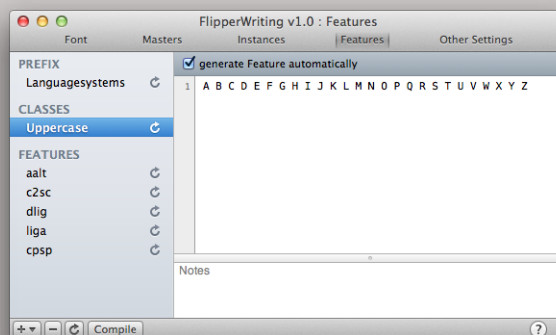 FlipperWriting v1.0 : Features
Font Masters Instances Features Other Settings
PREFIX
Languagesystems
CLASSES
Uppercase
FEATURES
aalt
c2sc
dlig
liga
cpsp
generate Feature automatically
1 A B C D E F G H I J K L M N O P Q R S T U V W X Y Z
Notes
Compile
?